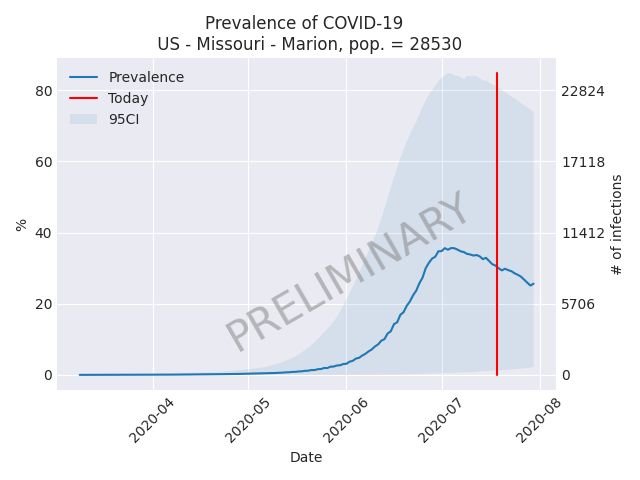 Prevalence of COVID-19
US - Missouri - Marion, pop. = 28530
Prevalence
Today
95CI
80
60
40
20
0
%
22824
17118
11412
5706
0
# of infections
PRELIMINARY
2020-04
2020-05
2020-06
2020-07
2020-08
Date